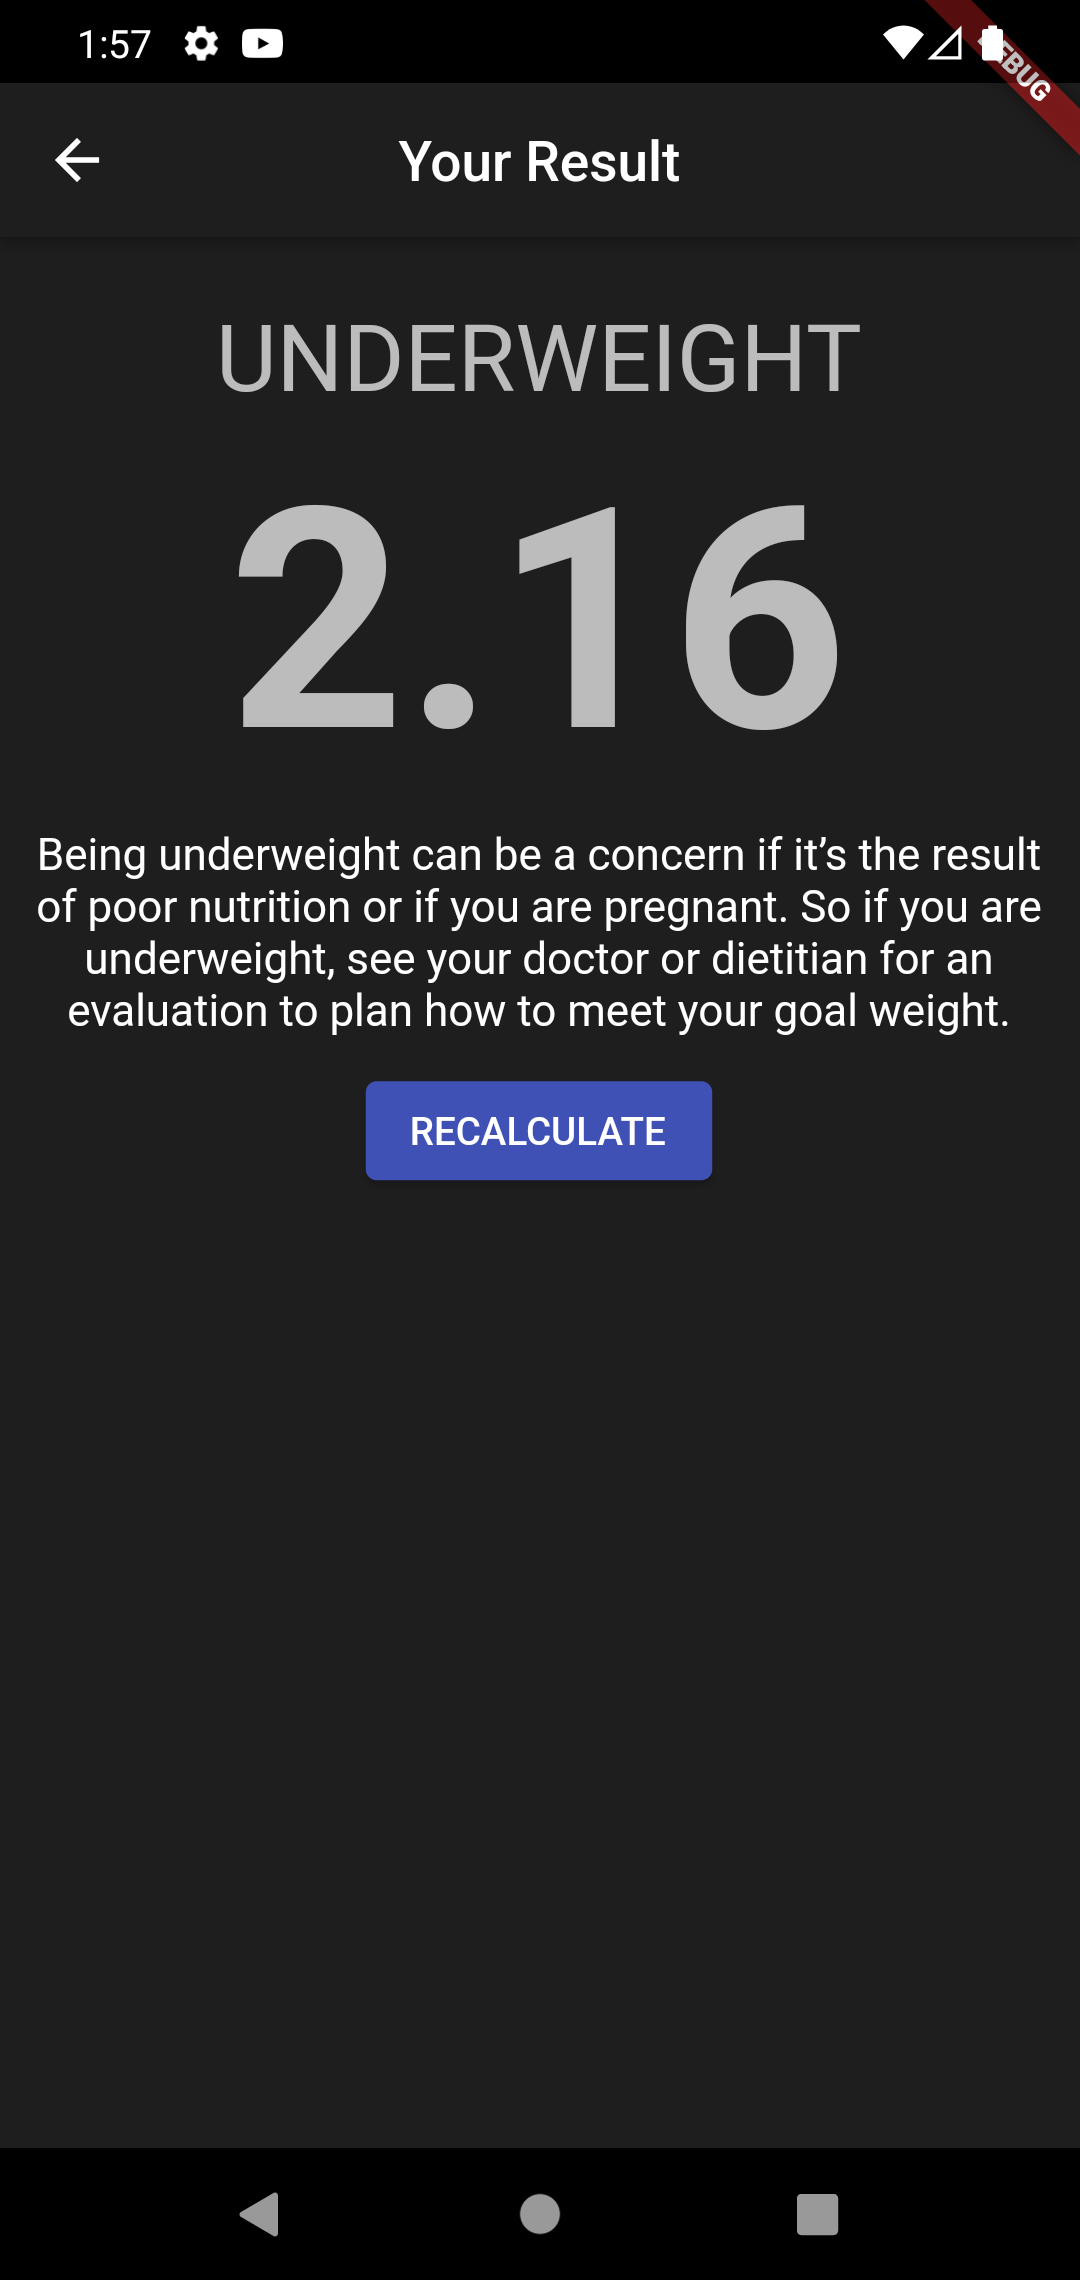 1:57
Your Result
UNDERWEIGHT
2.16
Being underweight can be a concern if it’s the result
of poor nutrition or if you are pregnant. So if you are
underweight, see your doctor or dietitian for an
evaluation to plan how to meet your goal weight.
RECALCULATE